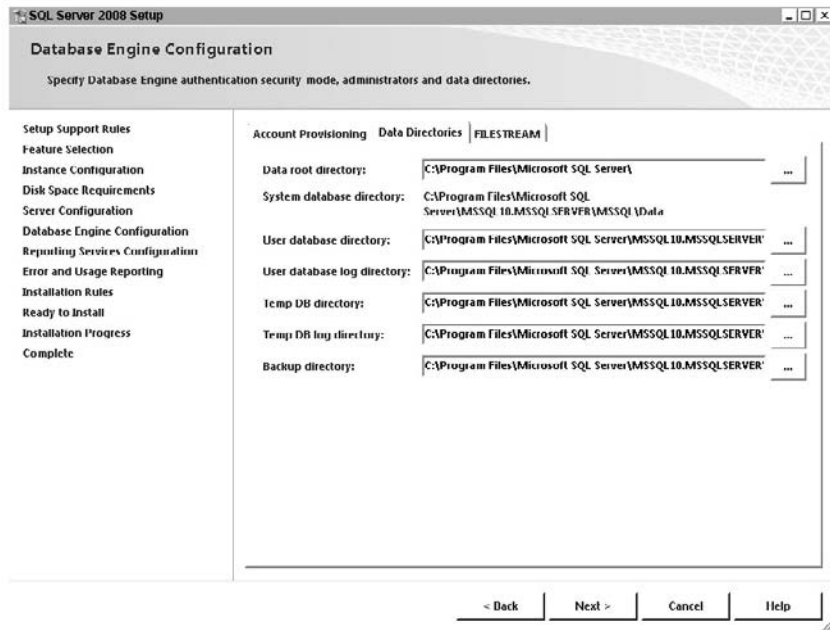 SQL Server 2008 Setup
Database Engine Configuration
Specify Database Engine authentication security mode, administrators and data directories.
Setup Support Rules
Feature Selection
Instance Configuration
Disk Space Requirements
Server Configuration
Database Engine Configuration
Reporting Services Configuration
Error and Usage Reporting
Installation Rules
Ready to Install
Installation Progress
Complete
Account Provisioning Data Directories FILESTREAM
Data root directory: C:\Program Files\Microsoft SQL Server\ ...
System database directory: C:\Program Files\Microsoft SQL
Server\MSSQL10.MSSQLSERVER\MSSQL\Data
User database directory: C:\Program Files\Microsoft SQL Server\MSSQL10.MSSQLSERVER' ...
User database log directory: C:\Program Files\Microsoft SQL Server\MSSQL10.MSSQLSERVER' ...
Temp DB directory: C:\Program Files\Microsoft SQL Server\MSSQL10.MSSQLSERVER' ...
Temp DB log directory: C:\Program Files\Microsoft SQL Server\MSSQL10.MSSQLSERVER' ...
Backup directory: C:\Program Files\Microsoft SQL Server\MSSQL10.MSSQLSERVER' ...
< Back Next > Cancel Help